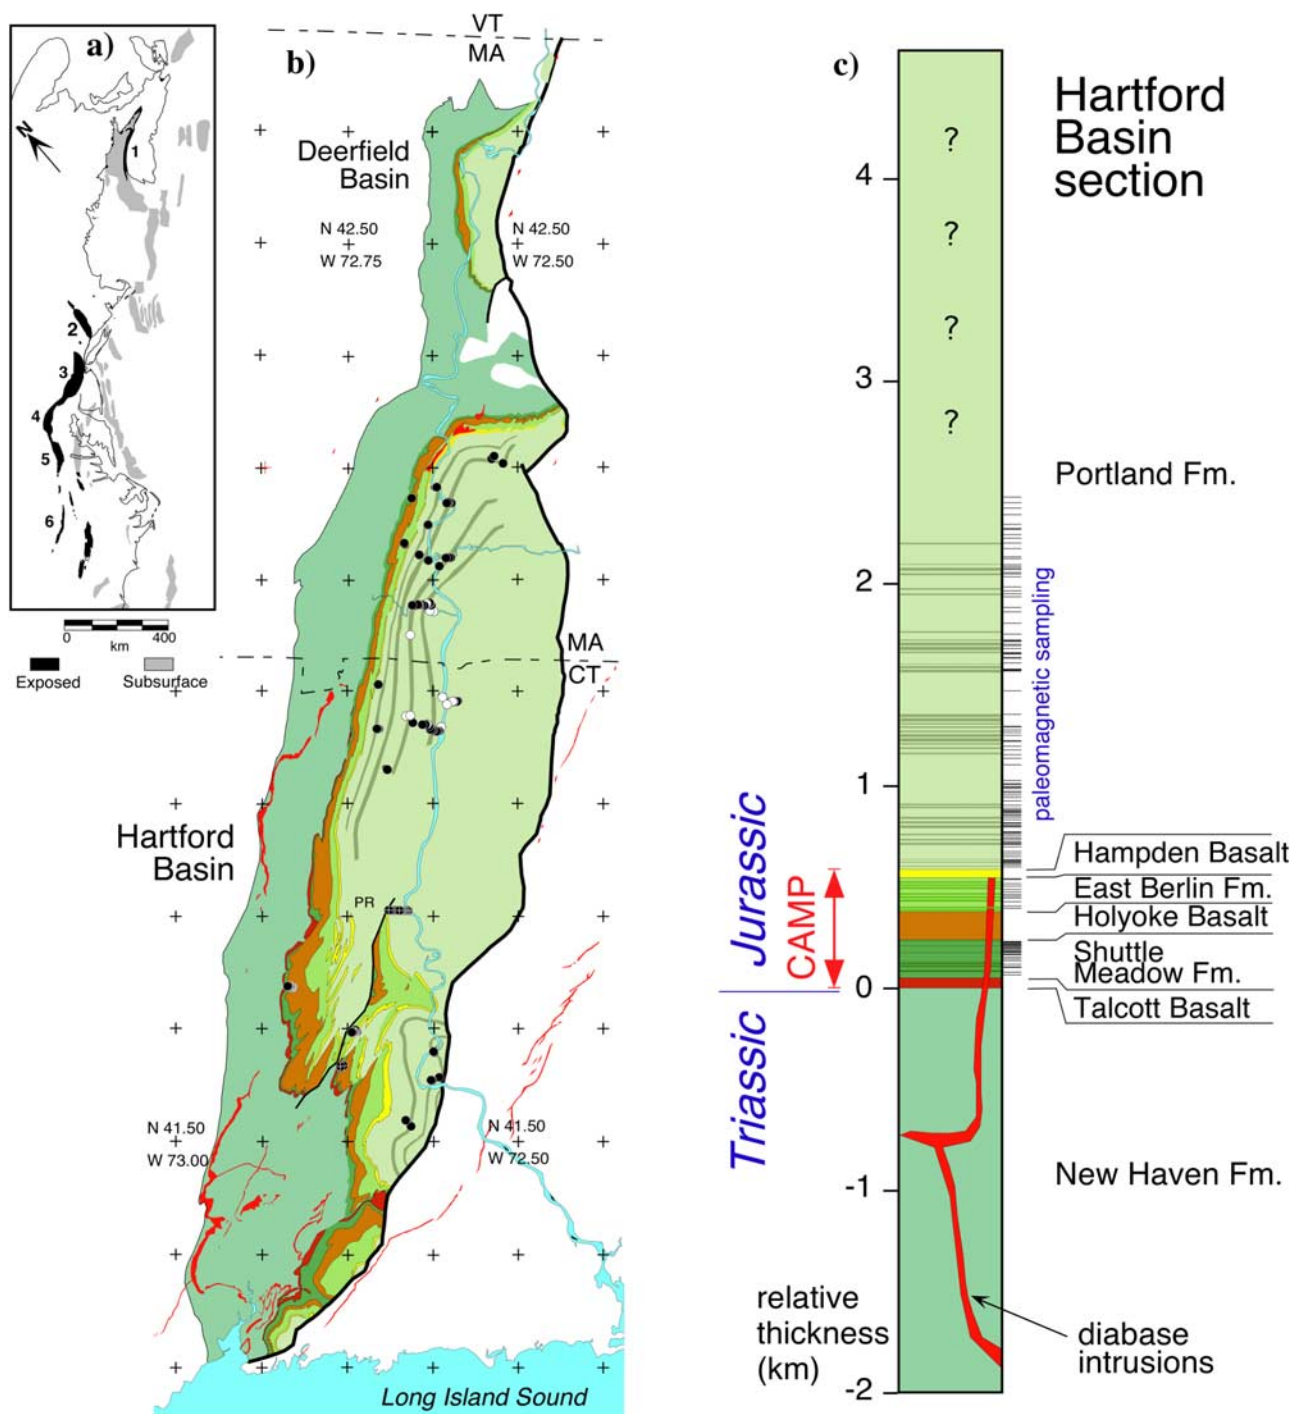 a)
N
1
2
3
4
5
6
0
400
km
Exposed
Subsurface
b)
VT
MA
Deerfield
Basin
N 42.50
W 72.75
N 42.50
W 72.50
MA
CT
Hartford
Basin
PR
N 41.50
W 73.00
N 41.50
W 72.50
Long Island Sound
c)
Hartford
Basin
section
?
?
?
?
4
3
2
1
0
-1
-2
Portland Fm.
paleomagnetic sampling
Hampden Basalt
East Berlin Fm.
Holyoke Basalt
Shuttle
Meadow Fm.
Talcott Basalt
Jurassic
CAMP
Triassic
New Haven Fm.
relative
thickness
(km)
diabase
intrusions